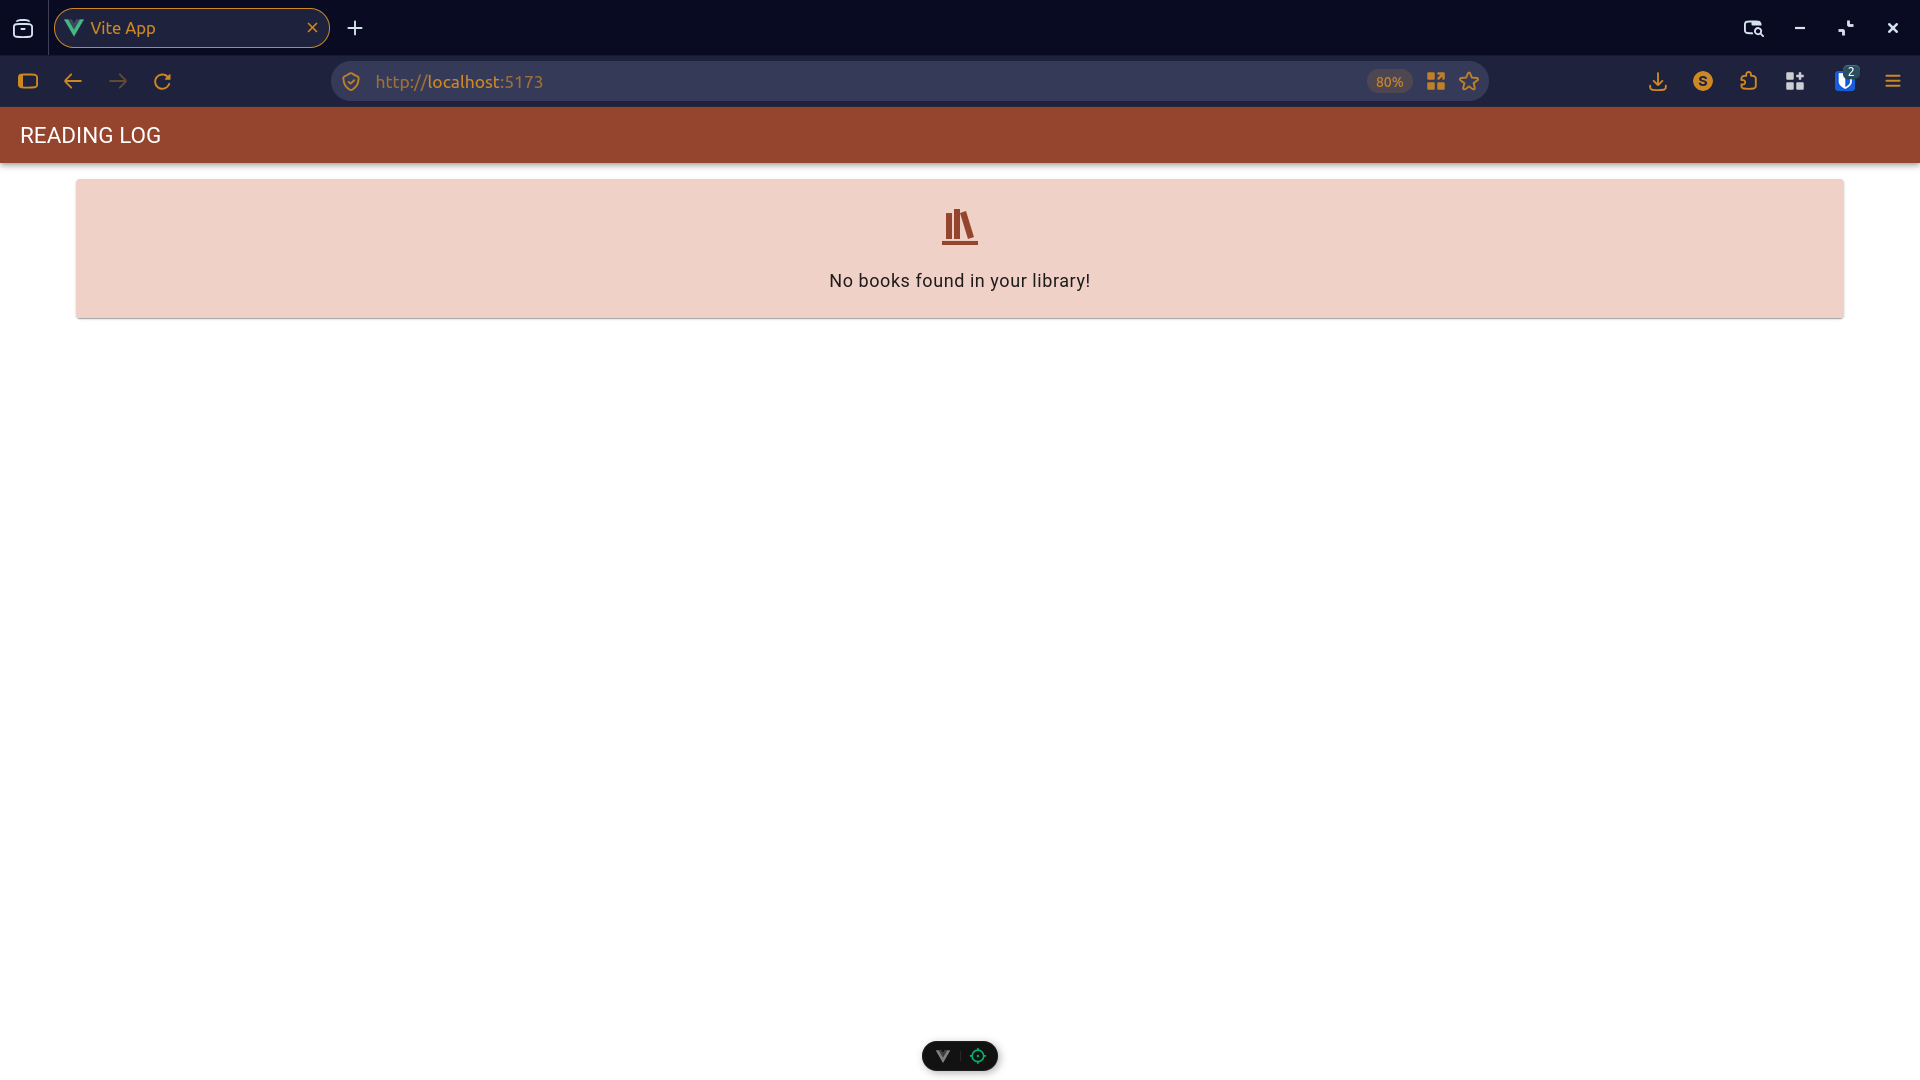 Vite App
http://localhost:5173
80%
S
2
READING LOG
No books found in your library!